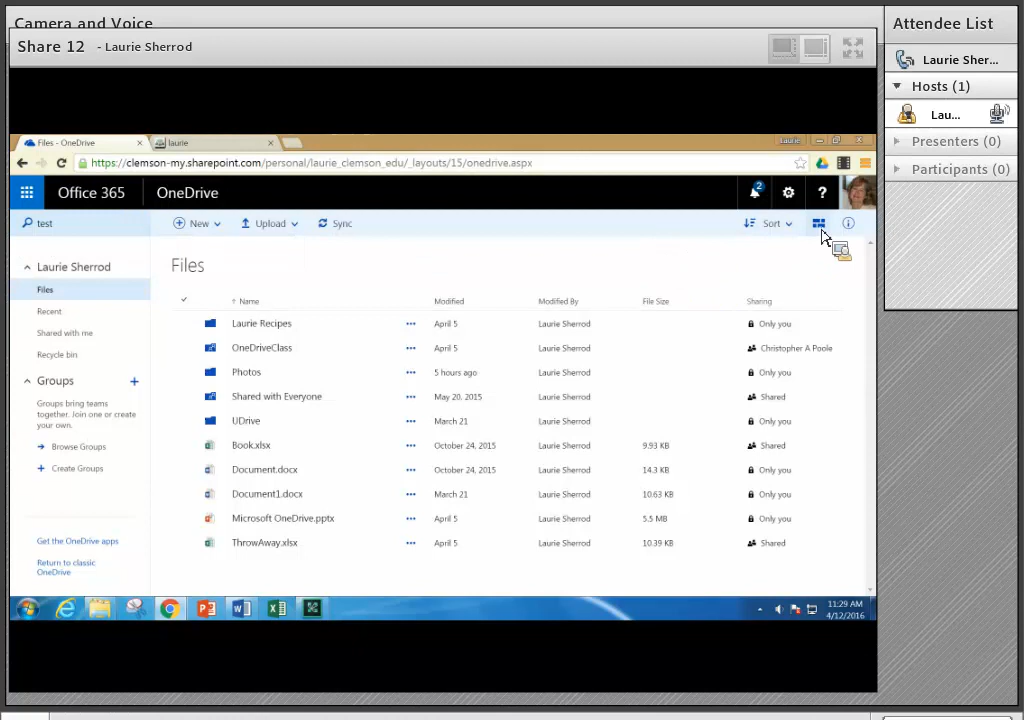 Camera and Voice
Share 12 - Laurie Sherrod
Attendee List
Laurie Sher...
Hosts (1)
Lau...
Presenters (0)
Participants (0)
Files - OneDrive
laurie
Laurie
https://clemson-my.sharepoint.com/personal/laurie_clemson_edu/_layouts/15/onedrive.aspx
Office 365 OneDrive 2 ?
test New Upload Sync Sort
Laurie Sherrod
Files
Recent
Shared with me
Recycle bin
Groups +
Groups bring teams
together. Join one or create
your own.
Browse Groups
Create Groups
Get the OneDrive apps
Return to classic
OneDrive
Files
Name Modified Modified By File Size Sharing
Laurie Recipes ••• April 5 Laurie Sherrod Only you
OneDriveClass ••• April 5 Laurie Sherrod Christopher A Poole
Photos ••• 5 hours ago Laurie Sherrod Only you
Shared with Everyone ••• May 20. 2015 Laurie Sherrod Shared
UDrive ••• March 21 Laurie Sherrod Only you
Book.xlsx ••• October 24, 2015 Laurie Sherrod 9.93 KB Shared
Document.docx ••• October 24, 2015 Laurie Sherrod 14.3 KB Only you
Document1.docx ••• March 21 Laurie Sherrod 10.63 KB Only you
Microsoft OneDrive.pptx ••• April 5 Laurie Sherrod 5.5 MB Only you
ThrowAway.xlsx ••• April 5 Laurie Sherrod 10.39 KB Shared
11:29 AM
4/12/2016